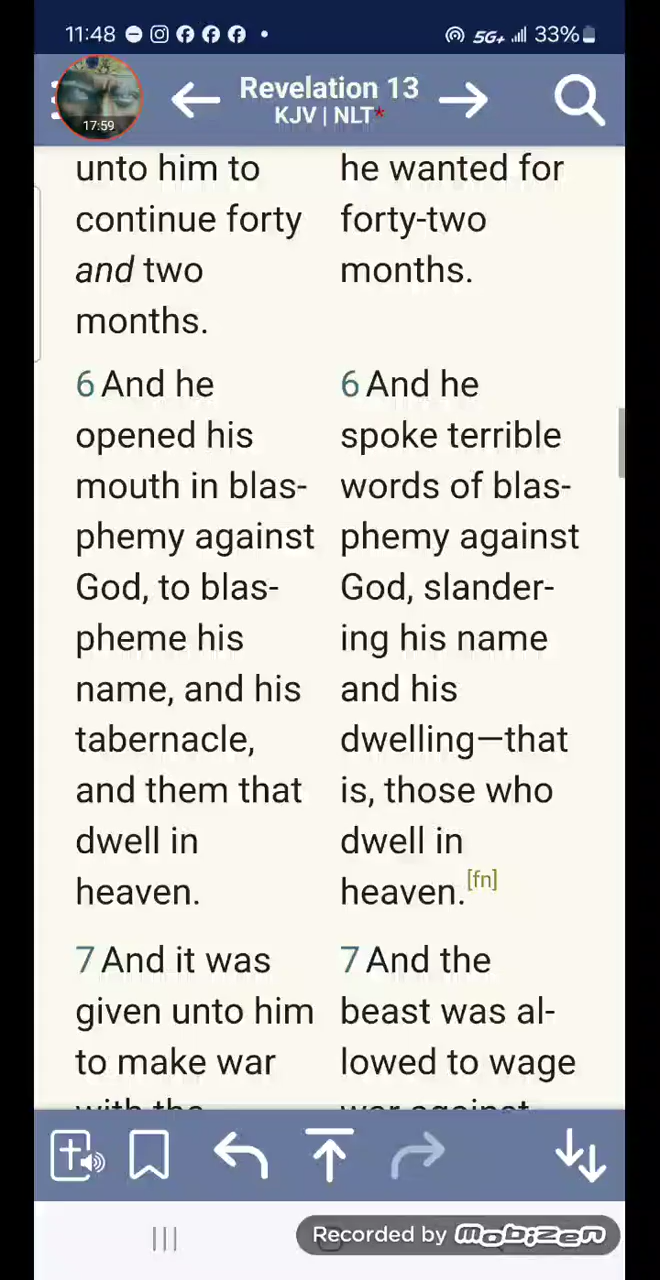 11:48
5G+ 33%
17:59
Revelation 13
KJV | NLT*
unto him to
continue forty
and two
months.
6 And he
opened his
mouth in blas-
phemy against
God, to blas-
pheme his
name, and his
tabernacle,
and them that
dwell in
heaven.
7 And it was
given unto him
to make war
with the
he wanted for
forty-two
months.
6 And he
spoke terrible
words of blas-
phemy against
God, slander-
ing his name
and his
dwelling—that
is, those who
dwell in
heaven.[fn]
7 And the
beast was al-
lowed to wage
war against
Recorded by mobizen